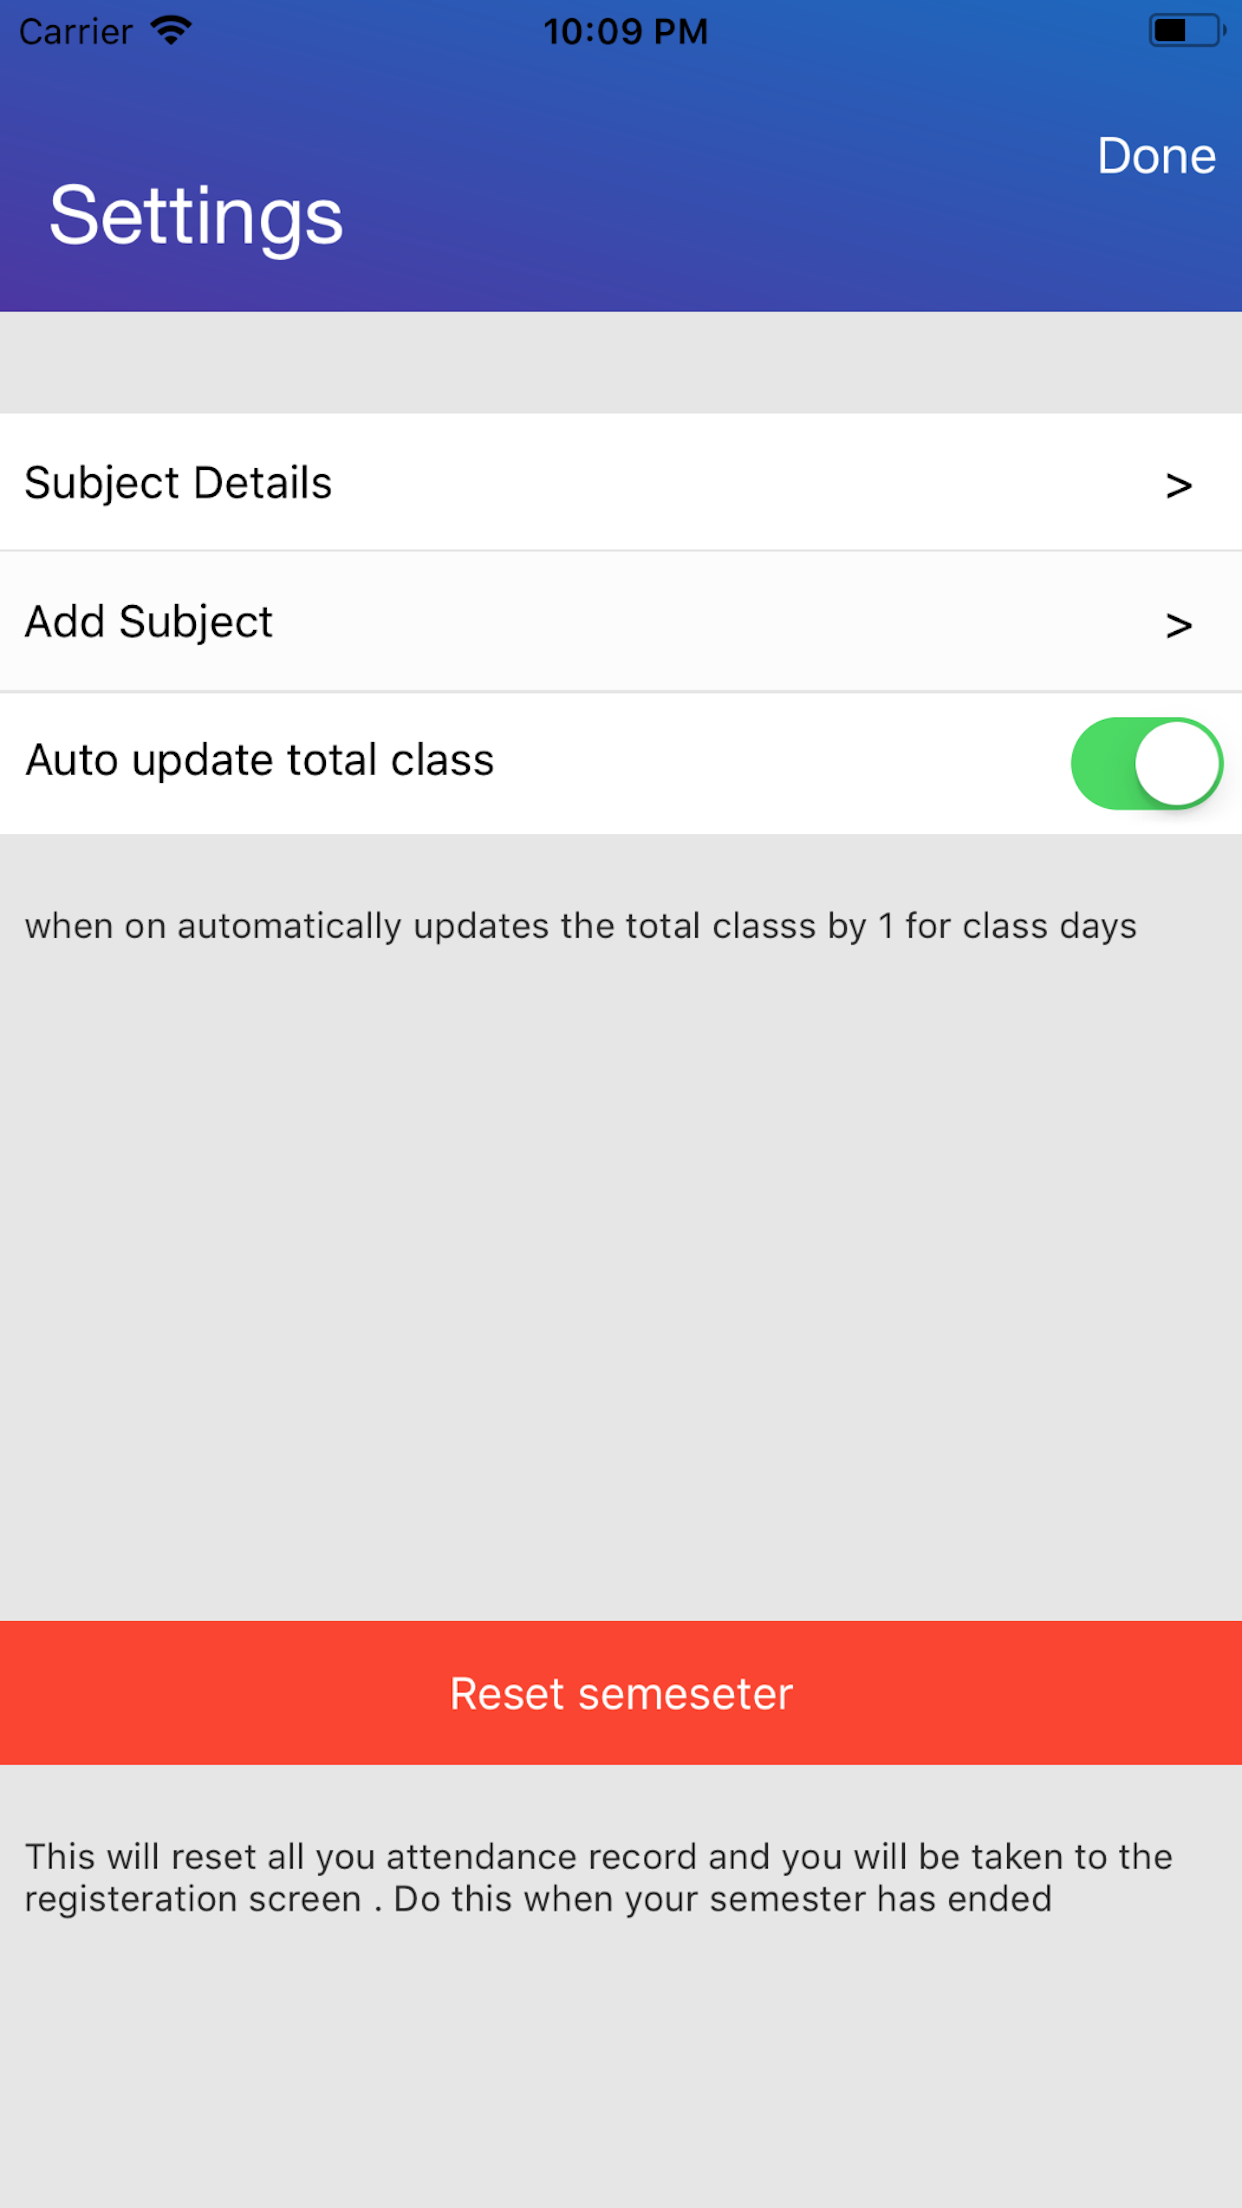 Carrier 10:09 PM
Done
Settings
Subject Details >
Add Subject >
Auto update total class
when on automatically updates the total classs by 1 for class days
Reset semeseter
This will reset all you attendance record and you will be taken to the
registeration screen . Do this when your semester has ended